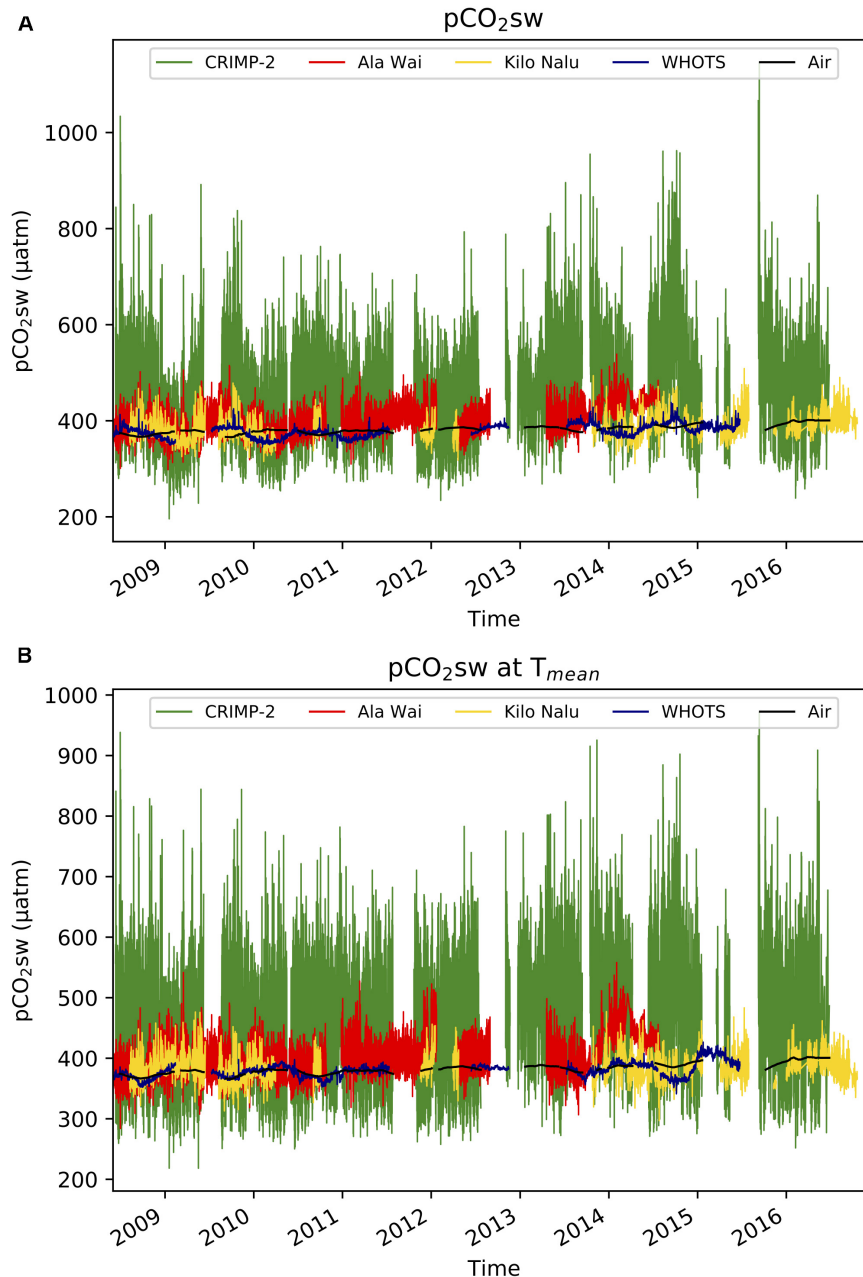 A
pCO₂sw
CRIMP-2 Ala Wai Kilo Nalu WHOTS Air
pCO₂sw (µatm)
1000
800
600
400
200
2009 2010 2011 2012 2013 2014 2015 2016
Time
B
pCO₂sw at Tmean
CRIMP-2 Ala Wai Kilo Nalu WHOTS Air
pCO₂sw (µatm)
1000
900
800
700
600
500
400
300
200
2009 2010 2011 2012 2013 2014 2015 2016
Time